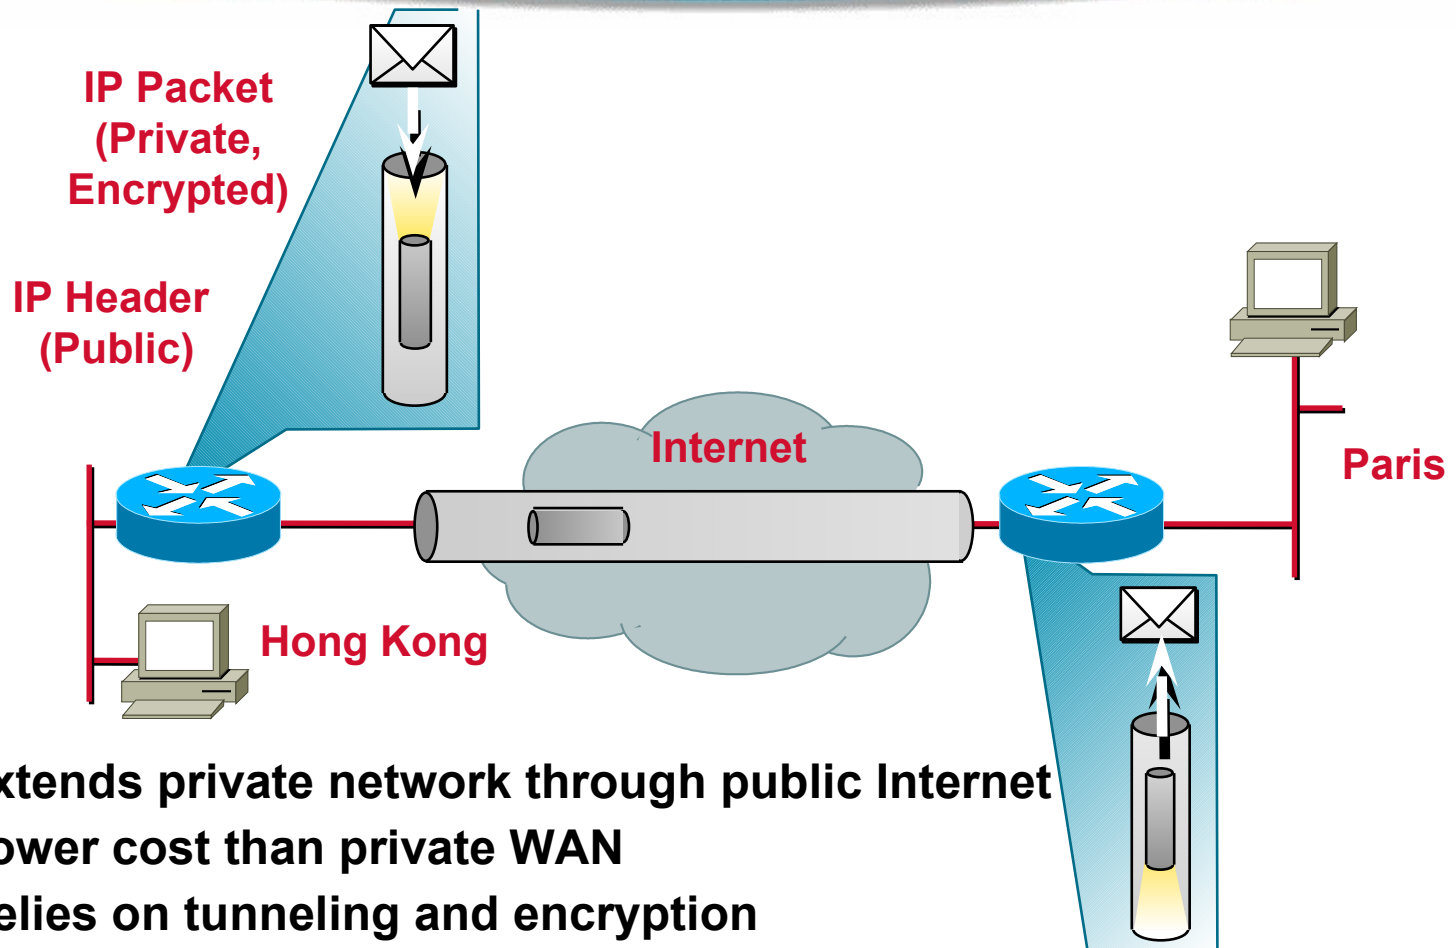 IP Packet
(Private,
Encrypted)
IP Header
(Public)
Internet
Paris
Hong Kong
xtends private network through public Internet
ower cost than private WAN
elies on tunneling and encryption